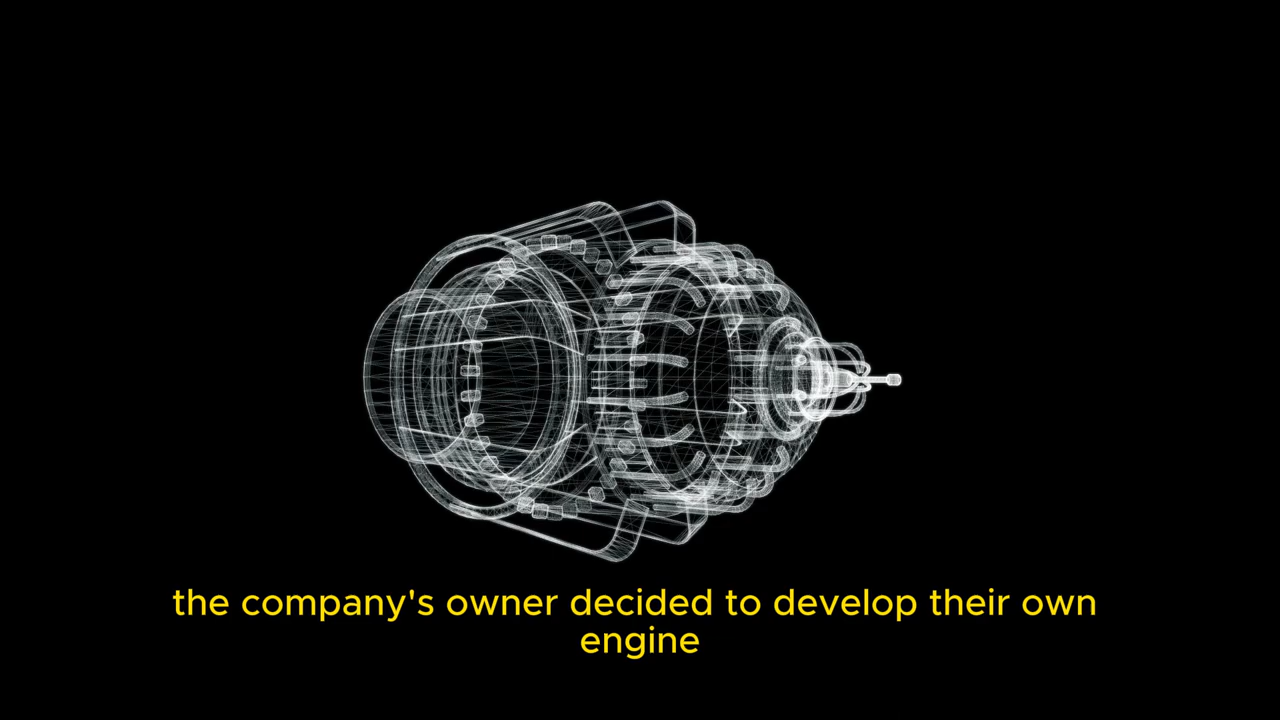 the company's owner decided to develop their own
engine